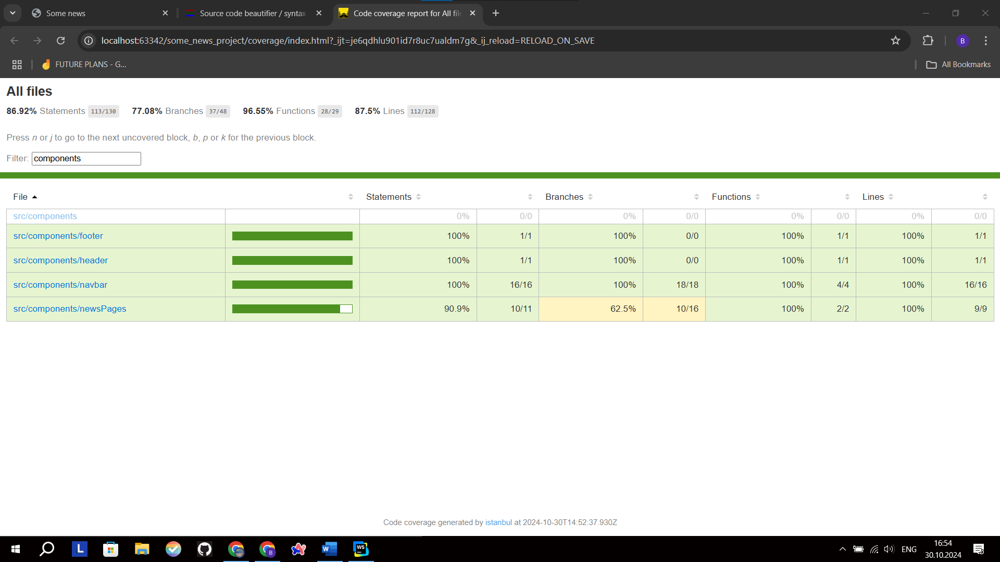 Some news
Source code beautifier / syntax
Code coverage report for All file
localhost:63342/some_news_project/coverage/index.html?_ijt=je6qdhlu901id7r8uc7ualdm7g&_ij_reload=RELOAD_ON_SAVE
B
FUTURE PLANS - G...
All Bookmarks
All files
86.92% Statements 113/130 77.08% Branches 37/48 96.55% Functions 28/29 87.5% Lines 112/128
Press n or j to go to the next uncovered block, b, p or k for the previous block.
Filter: components
File Statements Branches Functions Lines
src/components 0% 0/0 0% 0/0 0% 0/0 0% 0/0
src/components/footer 100% 1/1 100% 0/0 100% 1/1 100% 1/1
src/components/header 100% 1/1 100% 0/0 100% 1/1 100% 1/1
src/components/navbar 100% 16/16 100% 18/18 100% 4/4 100% 16/16
src/components/newsPages 90.9% 10/11 62.5% 10/16 100% 2/2 100% 9/9
Code coverage generated by istanbul at 2024-10-30T14:52:37.930Z
L
B
W
WS
ENG
16:54
30.10.2024